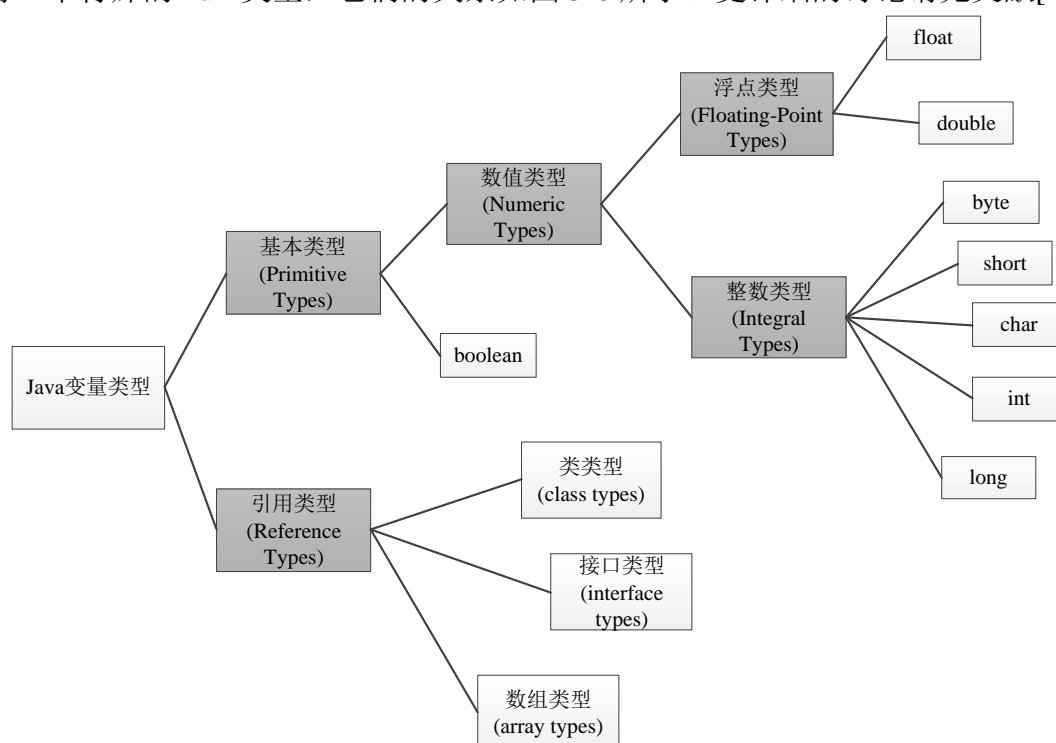 float
浮点类型
(Floating-Point
Types)
double
数值类型
(Numeric
Types)
byte
基本类型
(Primitive
Types)
short
整数类型
(Integral
Types)
char
boolean
Java变量类型
int
类类型
(class types)
long
引用类型
(Reference
Types)
接口类型
(interface
types)
数组类型
(array types)